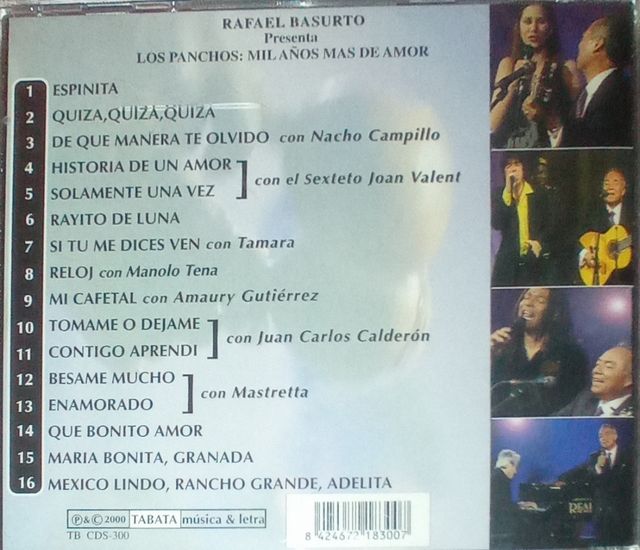 RAFAEL BASURTO
Presenta
LOS PANCHOS: MIL AÑOS MAS DE AMOR
1 ESPINITA
2 QUIZA,QUIZA,QUIZA
3 DE QUE MANERA TE OLVIDO con Nacho Campillo
4 HISTORIA DE UN AMOR
con el Sexteto Joan Valent
5 SOLAMENTE UNA VEZ
6 RAYITO DE LUNA
7 SI TU ME DICES VEN con Tamara
8 RELOJ con Manolo Tena
9 MI CAFETAL con Amaury Gutiérrez
10 TOMAME O DEJAME
con Juan Carlos Calderón
11 CONTIGO APRENDI
12 BESAME MUCHO
con Mastretta
13 ENAMORADO
14 QUE BONITO AMOR
15 MARIA BONITA, GRANADA
16 MEXICO LINDO, RANCHO GRANDE, ADELITA
℗&© 2000 TABATA música & letra
TB CDS-300
8 424672 183007